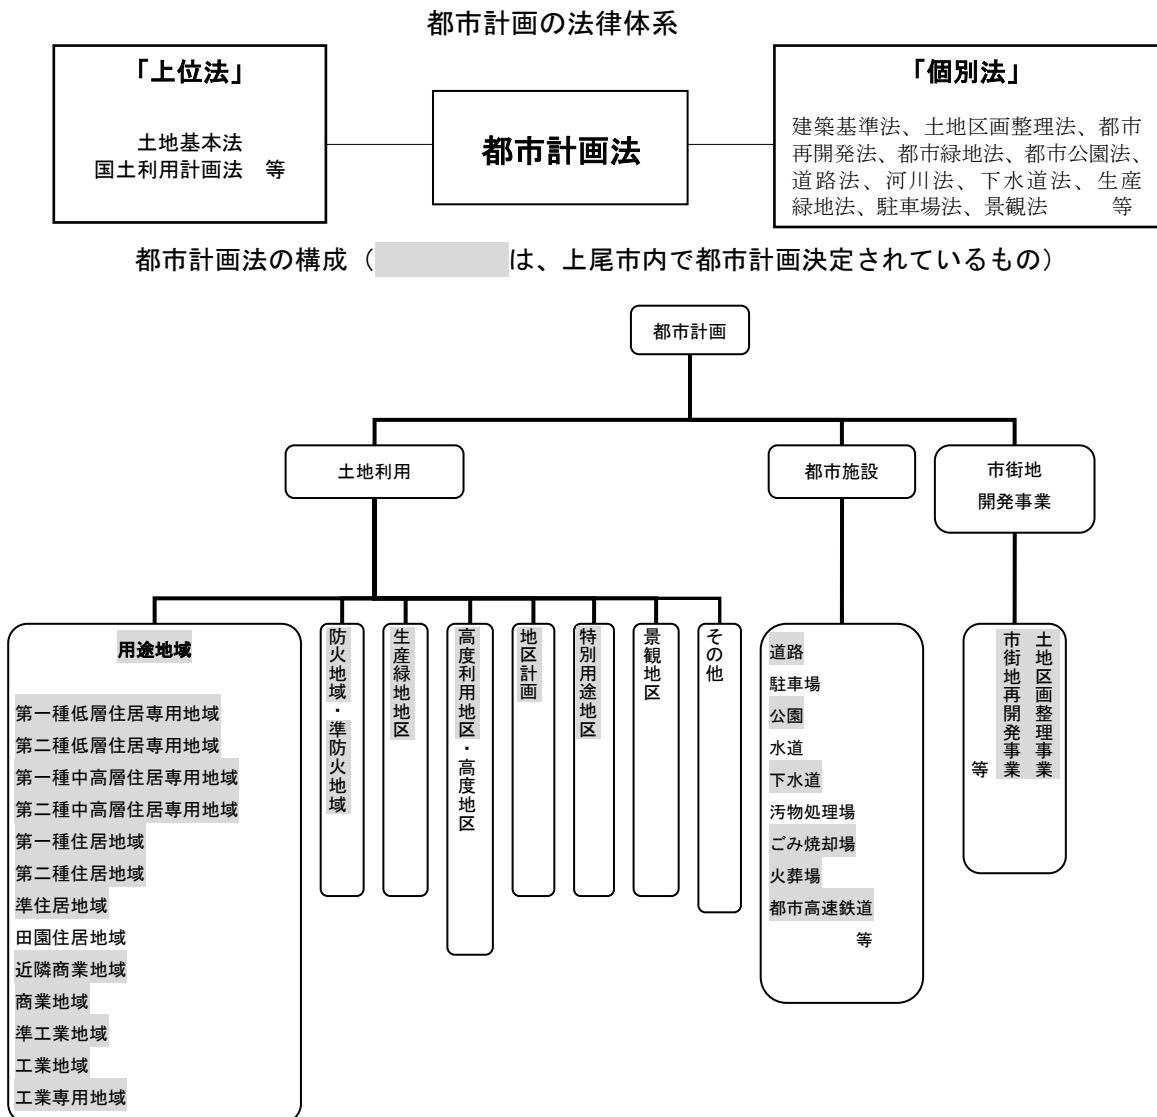 都市計画の法律体系
「上位法」
土地基本法
国土利用計画法　等
都市計画法
「個別法」
建築基準法、土地区画整理法、都市
再開発法、都市緑地法、都市公園法、
道路法、河川法、下水道法、生産
緑地法、駐車場法、景観法　　　等
都市計画法の構成（　　　　は、上尾市内で都市計画決定されているもの）
都市計画
土地利用
都市施設
市街地
開発事業
用途地域
第一種低層住居専用地域
第二種低層住居専用地域
第一種中高層住居専用地域
第二種中高層住居専用地域
第一種住居地域
第二種住居地域
準住居地域
田園住居地域
近隣商業地域
商業地域
準工業地域
工業地域
工業専用地域
防火地域・準防火地域
生産緑地地区
高度利用地区・高度地区
地区計画
特別用途地区
景観地区
その他
道路
駐車場
公園
水道
下水道
汚物処理場
ごみ焼却場
火葬場
都市高速鉄道
等
土地区画整理事業
市街地再開発事業
等